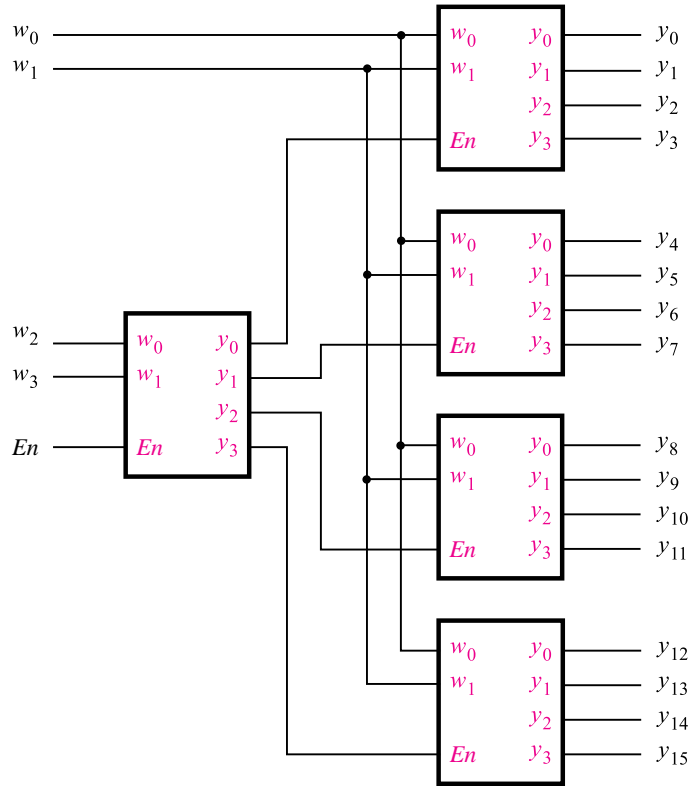 w0 w0 y0 y0
w1 w1 y1 y1
y2 y2
En y3 y3
w0 y0 y4
w1 y1 y5
y2 y6
w2 w0 y0 En y3 y7
w3 w1 y1
y2
En En y3 w0 y0 y8
w1 y1 y9
y2 y10
En y3 y11
w0 y0 y12
w1 y1 y13
y2 y14
En y3 y15